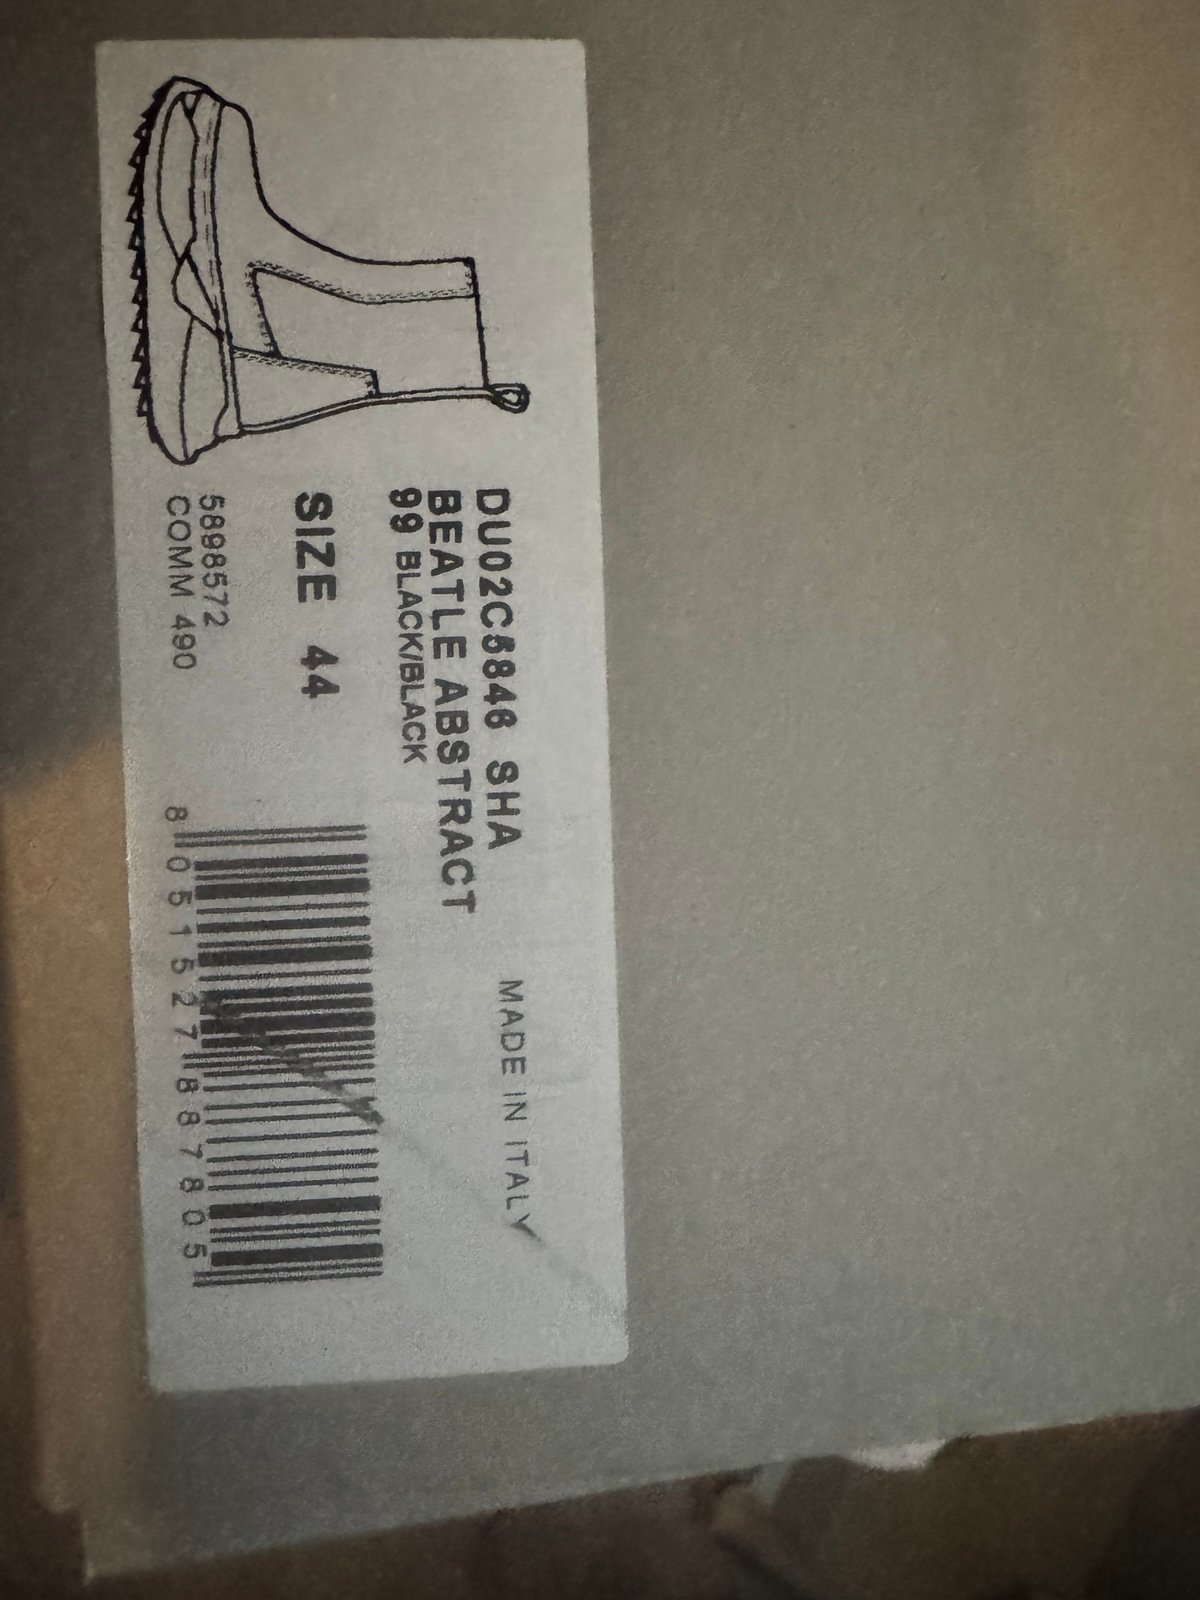 DU02C5846 SHA
BEATLE ABSTRACT
99 BLACK/BLACK
MADE IN ITALY
SIZE 44
5898572
COMM 490
8 051527 887805